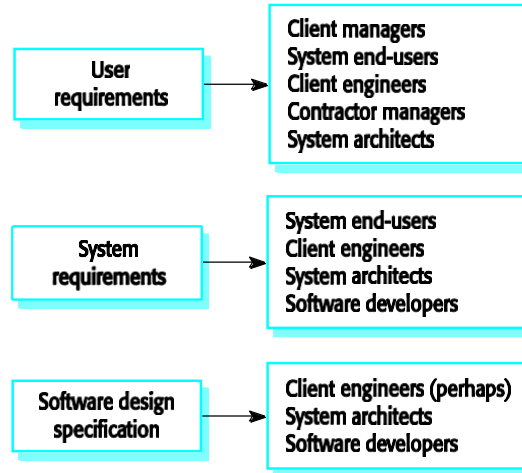 User
requirements
Client managers
System end-users
Client engineers
Contractor managers
System architects
System
requirements
System end-users
Client engineers
System architects
Software developers
Software design
specification
Client engineers (perhaps)
System architects
Software developers